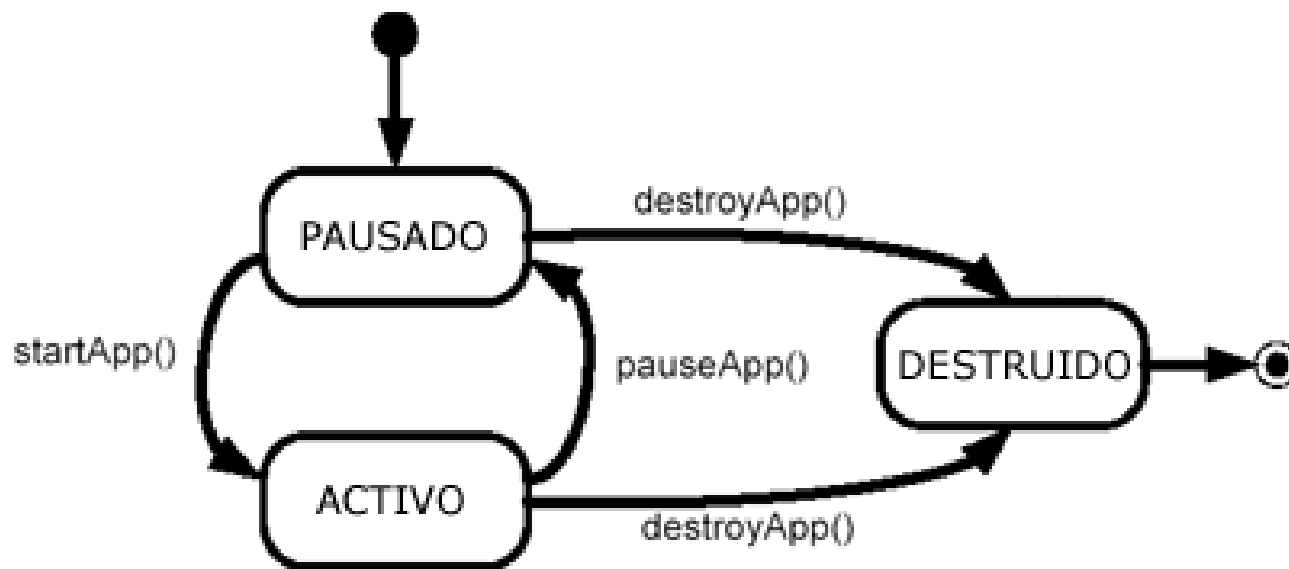 destroyApp()
PAUSADO
startApp()
pauseApp()
DESTRUIDO
ACTIVO
destroyApp()